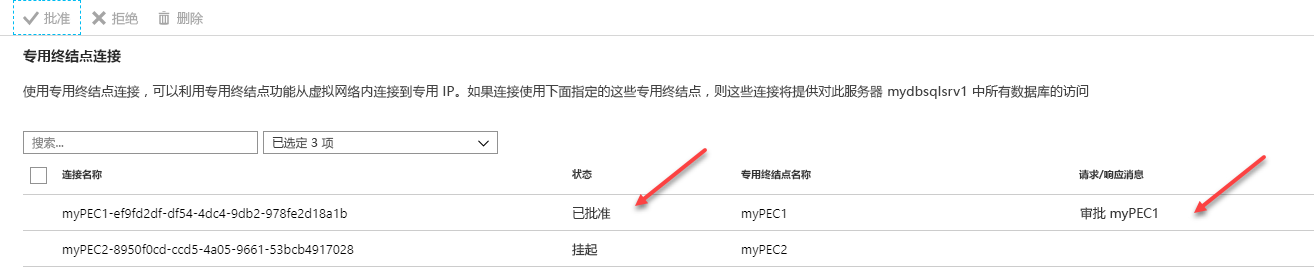 批准 拒绝 删除
专用终结点连接
使用专用终结点连接，可以利用专用终结点功能从虚拟网络内连接到专用 IP。如果连接使用下面指定的这些专用终结点，则这些连接将提供对此服务器 mydbsqlsrv1 中所有数据库的访问
搜索... 已选定 3 项
连接名称 状态 专用终结点名称 请求/响应消息
myPEC1-ef9fd2df-df54-4dc4-9db2-978fe2d18a1b 已批准 myPEC1 审批 myPEC1
myPEC2-8950f0cd-ccd5-4a05-9661-53bcb4917028 挂起 myPEC2